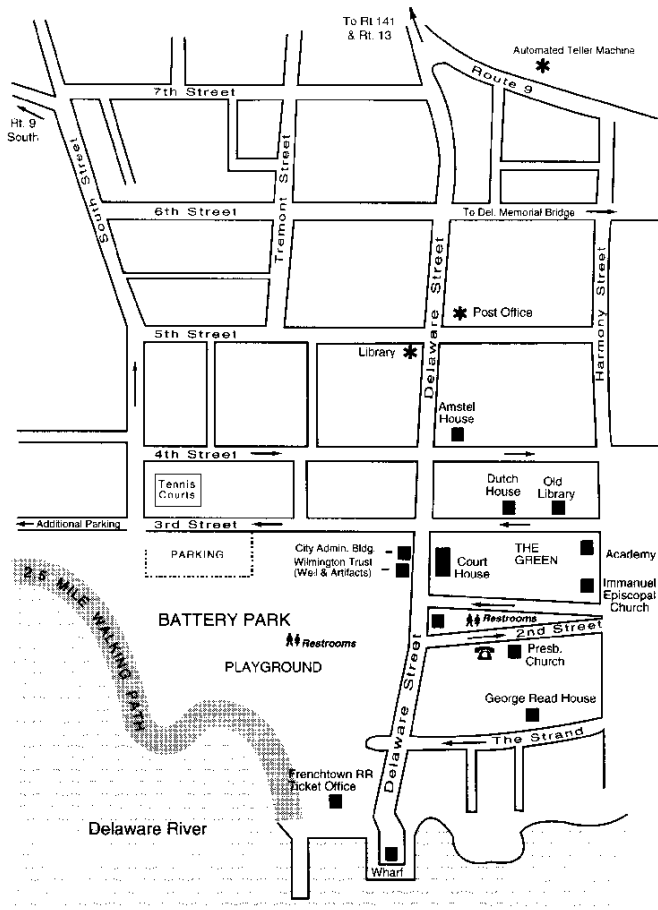 To Rt 141
& Rt. 13
Automated Teller Machine
Route 9
7th Street
Rt. 9
South
South Street
Tremont Street
6th Street
To Del. Memorial Bridge
Harmony Street
Delaware Street
Post Office
5th Street
Library
Amstel
House
4th Street
Tennis
Courts
Dutch
House
Old
Library
Additional Parking
3rd Street
PARKING
City Admin. Bldg.
Wilmington Trust
(Well & Artifacts)
Court
House
THE
GREEN
Academy
Immanuel
Episcopal
Church
2.5 MILE WALKING PATH
BATTERY PARK
Restrooms
PLAYGROUND
Restrooms
2nd Street
Presb.
Church
George Read House
Delaware Street
The Strand
Frenchtown RR
Ticket Office
Delaware River
Wharf